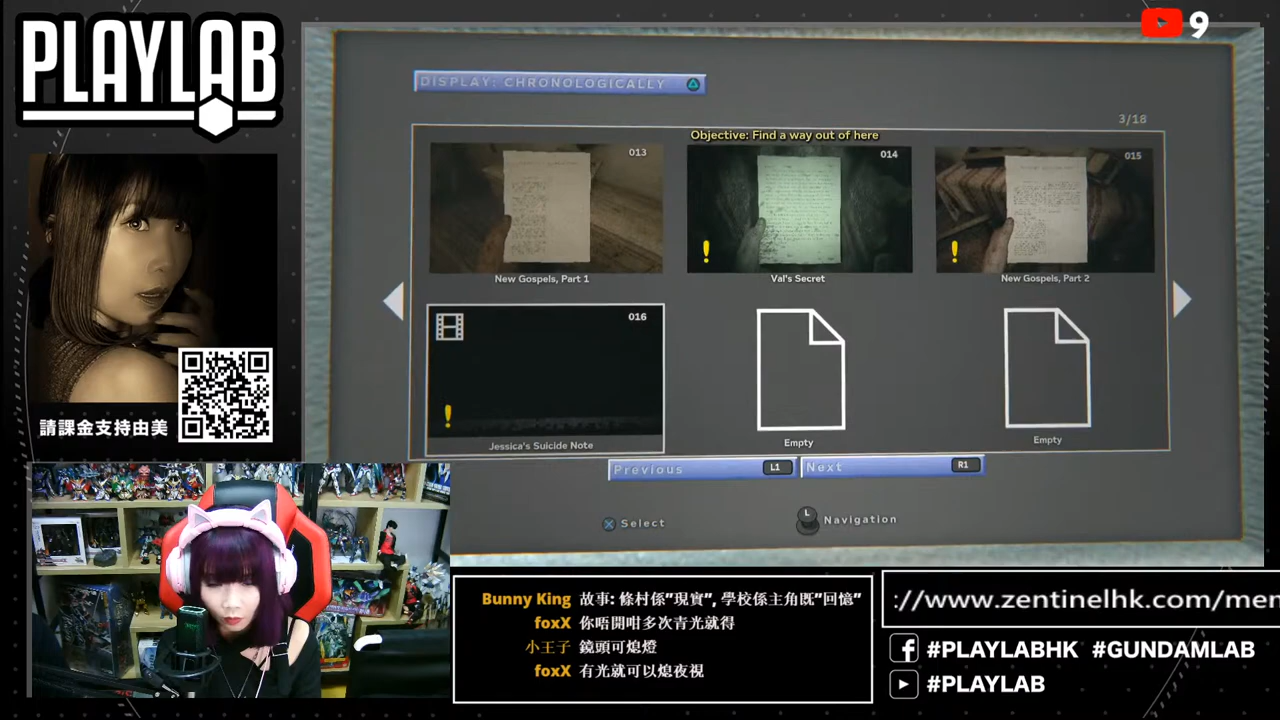 PLAYLAB
9
DISPLAY: CHRONOLOGICALLY
3/18
Objective: Find a way out of here
013
014
015
New Gospels, Part 1
Val's Secret
New Gospels, Part 2
016
Jessica's Suicide Note
Empty
Empty
Previous L1
Next R1
Select
L Navigation
請課金支持由美
Bunny King 故事: 條村係"現實", 學校係主角既"回憶"
foxX 你唔開咁多次青光就得
小王子 鏡頭可熄燈
foxX 有光就可以熄夜視
://www.zentinelhk.com/mem
#PLAYLABHK #GUNDAMLAB
#PLAYLAB